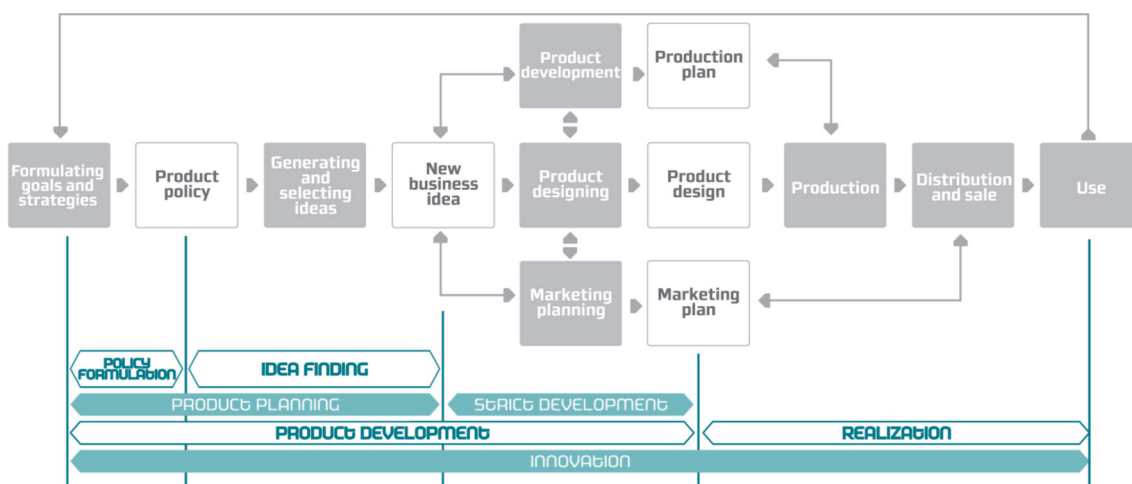 Product
development
Production
plan
Formulating
goals and
strategies
Product
policy
Generating
and
selecting
ideas
New
business
idea
Product
designing
Product
design
Production
Distribution
and sale
Use
Marketing
planning
Marketing
plan
POLICY
FORMULATION
IDEA FINDING
PRODUCT PLANNING
STRICT DEVELOPMENT
PRODUCT DEVELOPMENT
REALIZATION
INNOVATION